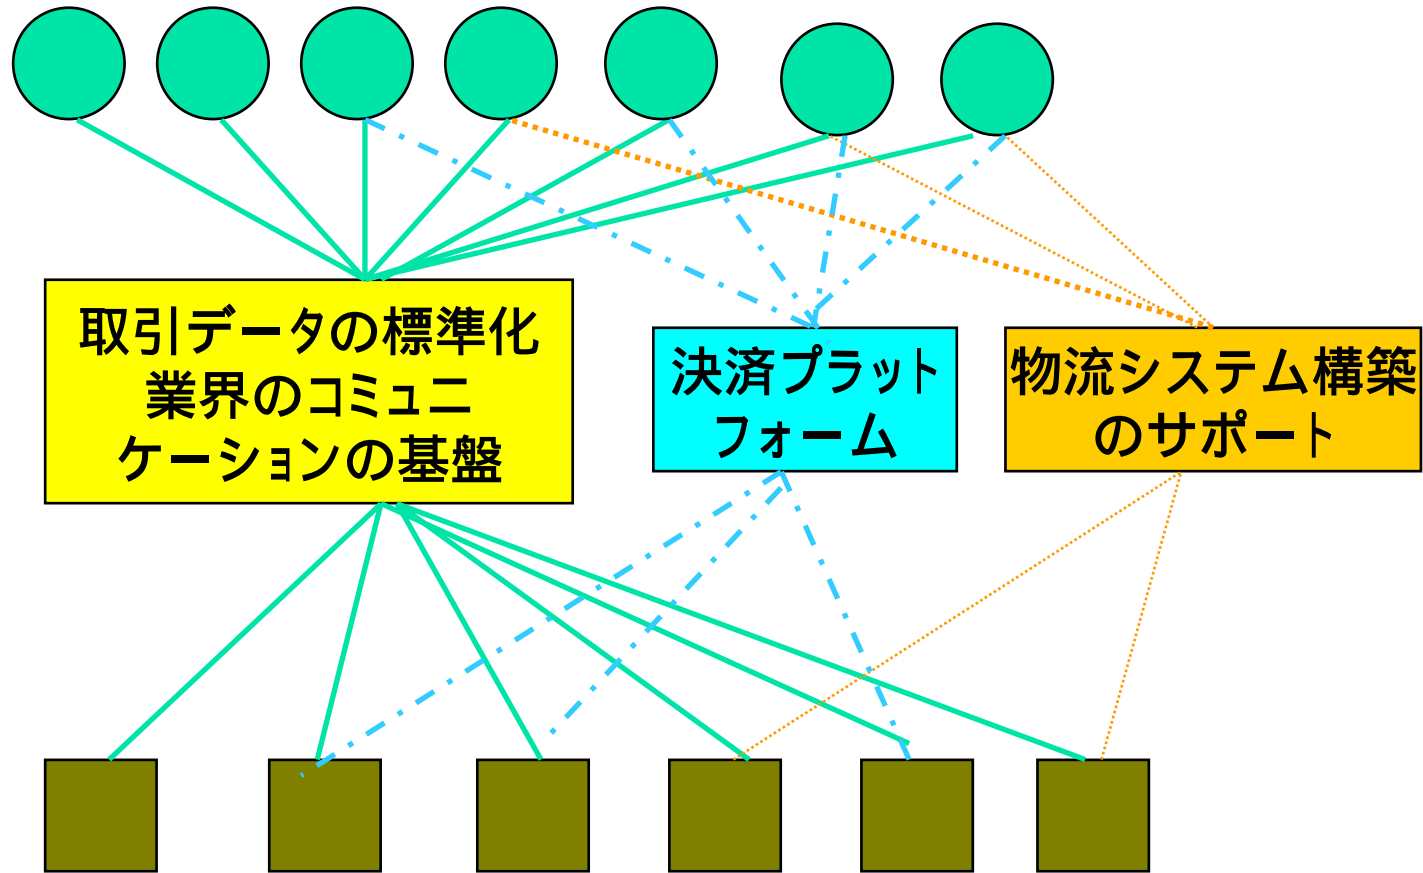 取引データの標準化
業界のコミュニ
ケーションの基盤
決済プラット
フォーム
物流システム構築
のサポート